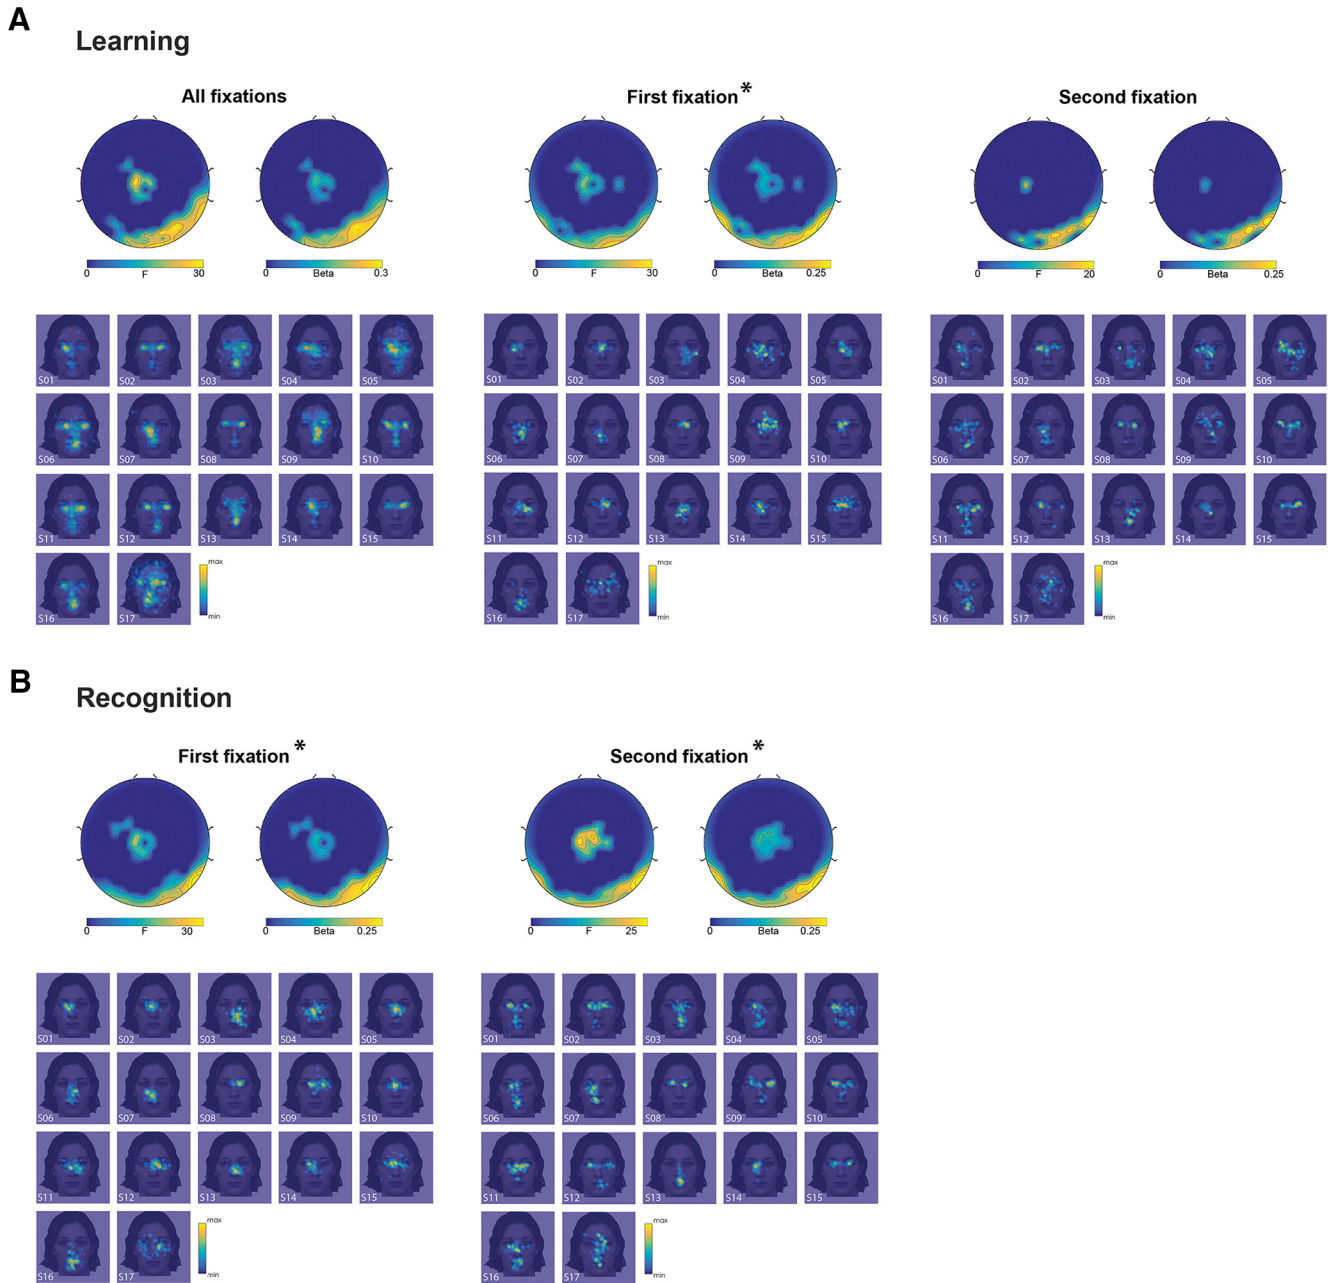 A
Learning
All fixations
First fixation*
Second fixation
0 F 30
0 Beta 0.3
0 F 30
0 Beta 0.25
0 F 20
0 Beta 0.25
S01 S02 S03 S04 S05
S01 S02 S03 S04 S05
S01 S02 S03 S04 S05
S06 S07 S08 S09 S10
S06 S07 S08 S09 S10
S06 S07 S08 S09 S10
S11 S12 S13 S14 S15
S11 S12 S13 S14 S15
S11 S12 S13 S14 S15
S16 S17
max
min
S16 S17
max
min
S16 S17
max
min
B
Recognition
First fixation*
Second fixation*
0 F 30
0 Beta 0.25
0 F 25
0 Beta 0.25
S01 S02 S03 S04 S05
S01 S02 S03 S04 S05
S06 S07 S08 S09 S10
S06 S07 S08 S09 S10
S11 S12 S13 S14 S15
S11 S12 S13 S14 S15
S16 S17
max
min
S16 S17
max
min